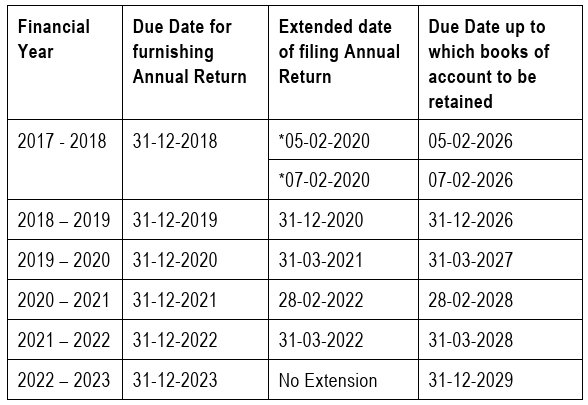 Financial Year | Due Date for furnishing Annual Return | Extended date of filing Annual Return | Due Date up to which books of account to be retained
2017 - 2018 | 31-12-2018 | *05-02-2020 | 05-02-2026
*07-02-2020 | 07-02-2026
2018 – 2019 | 31-12-2019 | 31-12-2020 | 31-12-2026
2019 – 2020 | 31-12-2020 | 31-03-2021 | 31-03-2027
2020 – 2021 | 31-12-2021 | 28-02-2022 | 28-02-2028
2021 – 2022 | 31-12-2022 | 31-03-2022 | 31-03-2028
2022 – 2023 | 31-12-2023 | No Extension | 31-12-2029